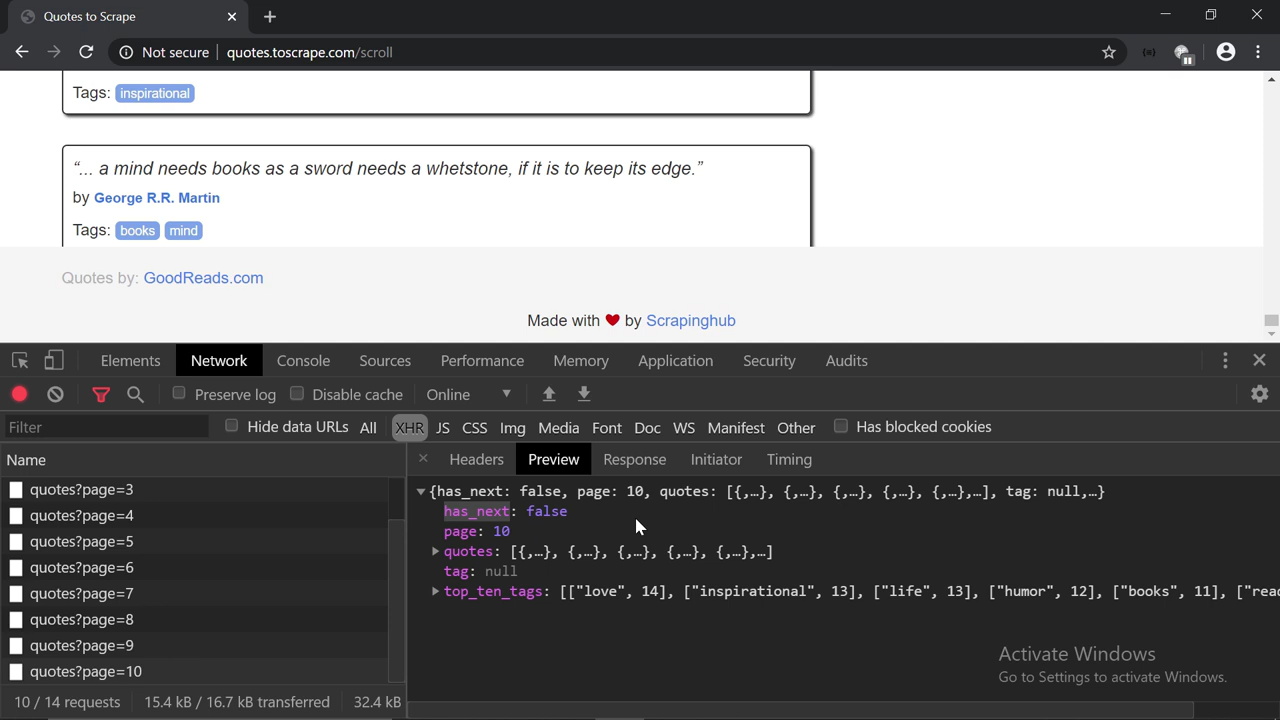 Quotes to Scrape
Not secure quotes.toscrape.com/scroll
Tags: inspirational
“... a mind needs books as a sword needs a whetstone, if it is to keep its edge.”
by George R.R. Martin
Tags: books mind
Quotes by: GoodReads.com
Made with ❤ by Scrapinghub
Elements Network Console Sources Performance Memory Application Security Audits
Preserve log Disable cache Online
Filter Hide data URLs All XHR JS CSS Img Media Font Doc WS Manifest Other Has blocked cookies
Name Headers Preview Response Initiator Timing
quotes?page=3
quotes?page=4
quotes?page=5
quotes?page=6
quotes?page=7
quotes?page=8
quotes?page=9
quotes?page=10
10 / 14 requests 15.4 kB / 16.7 kB transferred 32.4 kB
{has_next: false, page: 10, quotes: [{,…}, {,…}, {,…}, {,…}, {,…},…], tag: null,…}
has_next: false
page: 10
quotes: [{,…}, {,…}, {,…}, {,…}, {,…},…]
tag: null
top_ten_tags: [["love", 14], ["inspirational", 13], ["life", 13], ["humor", 12], ["books", 11], ["rea
Activate Windows
Go to Settings to activate Windows.